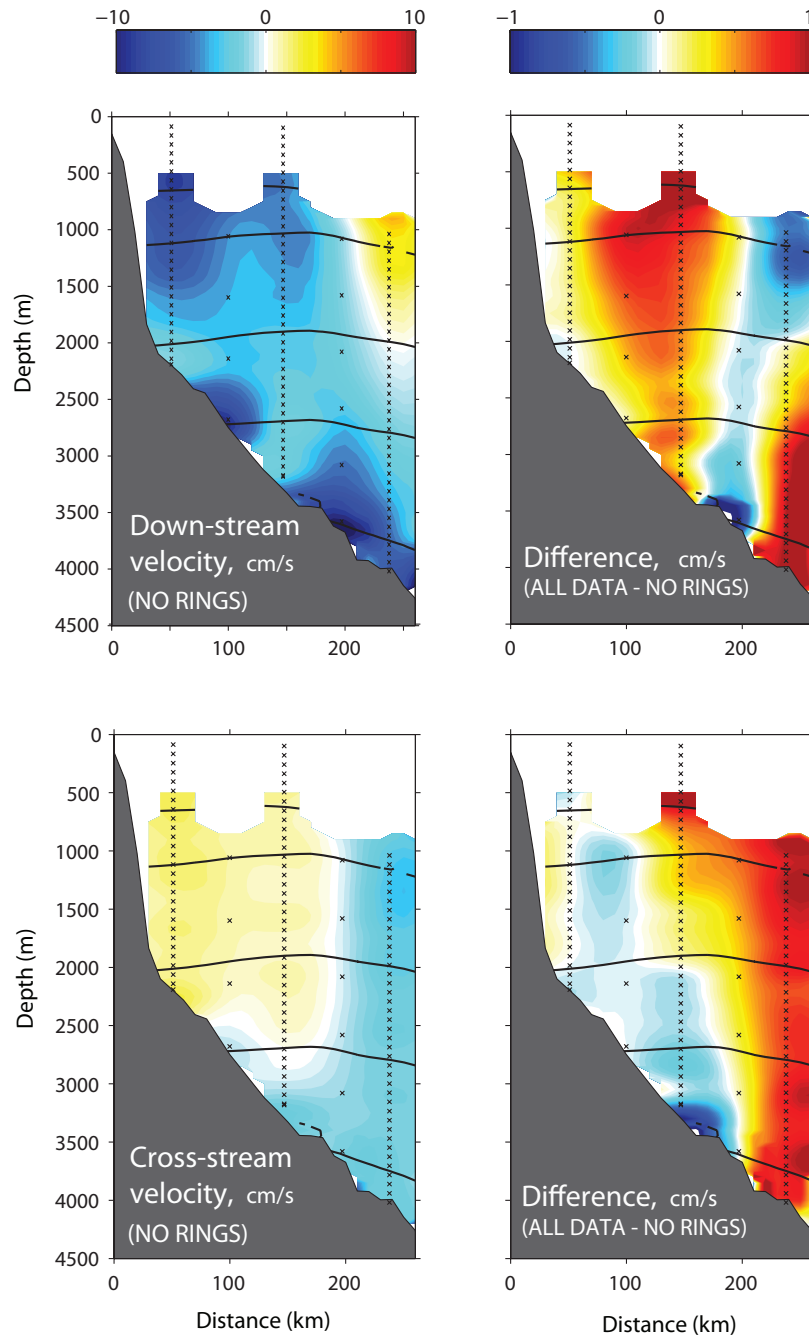 −10 0 10
−1 0 1
0
500
1000
1500
2000
2500
3000
3500
4000
4500
Depth (m)
Down-stream
velocity, cm/s
(NO RINGS)
0 100 200
Difference, cm/s
(ALL DATA - NO RINGS)
0 100 200
0
500
1000
1500
2000
2500
3000
3500
4000
4500
Depth (m)
Cross-stream
velocity, cm/s
(NO RINGS)
0 100 200
Distance (km)
Difference, cm/s
(ALL DATA - NO RINGS)
0 100 200
Distance (km)